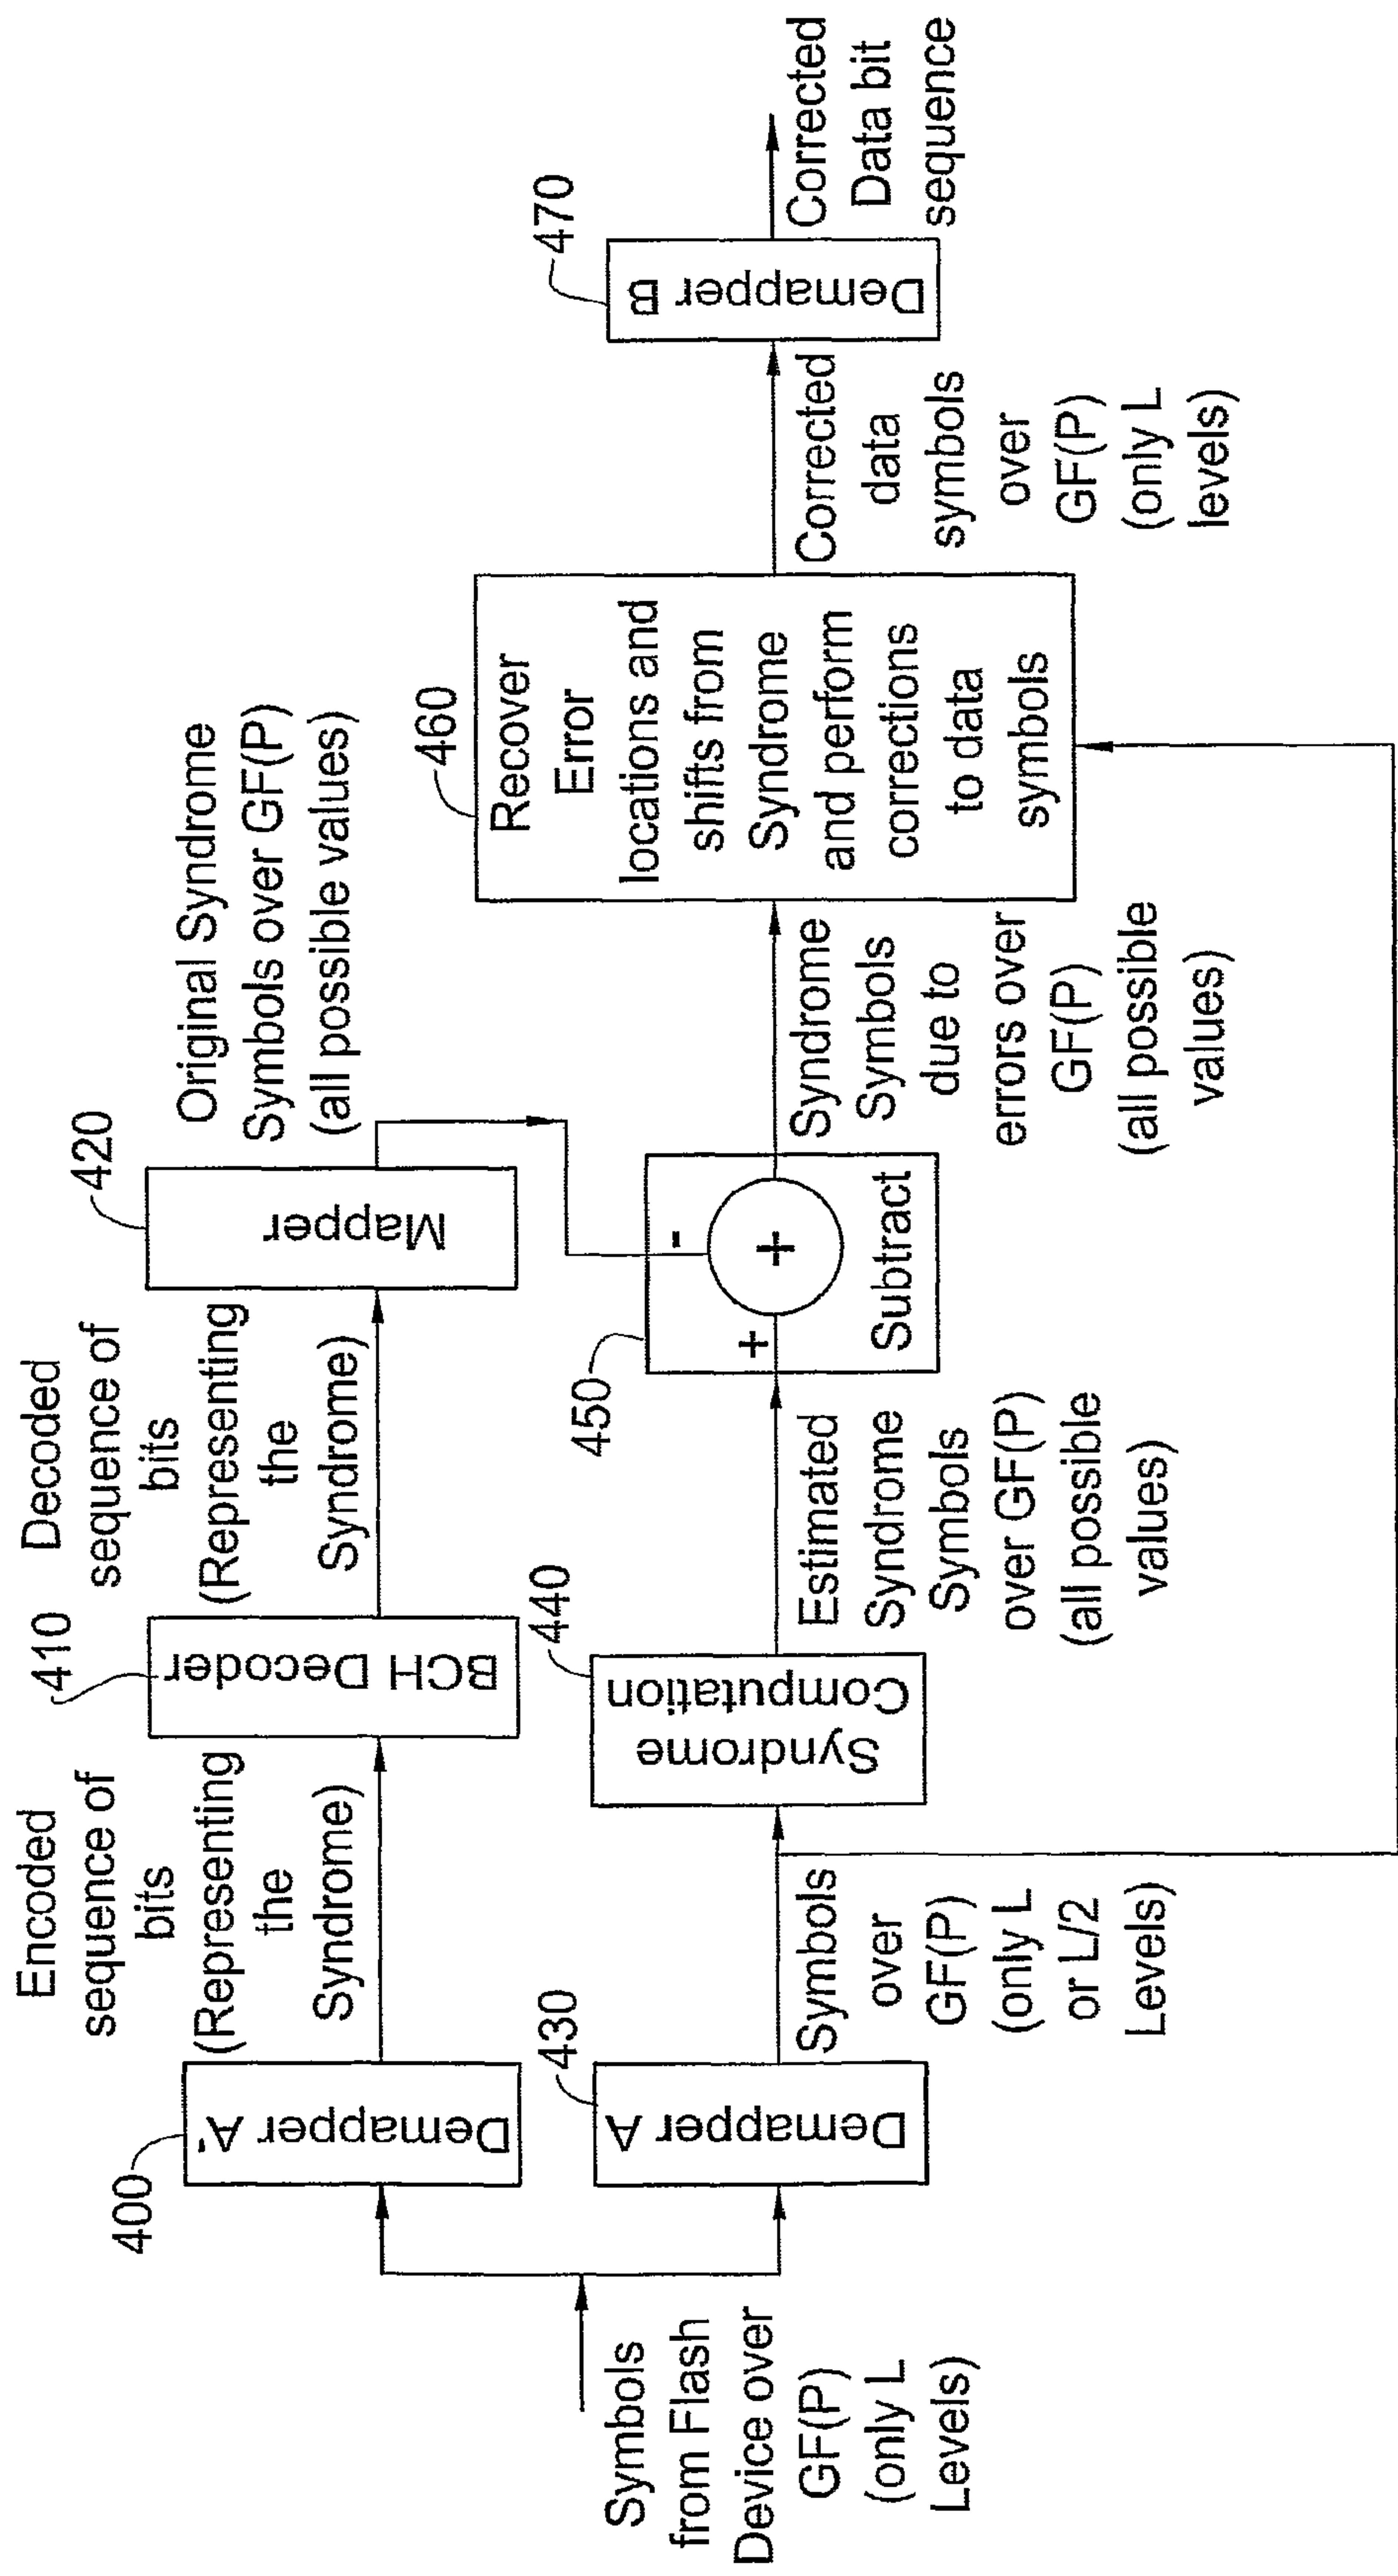 Symbols
from Flash
Device over
GF(P)
(only L
Levels)
400
Demapper A'
Encoded
sequence of
bits
(Representing
the
Syndrome)
410
BCH Decoder
Decoded
sequence of
bits
(Representing
the
Syndrome)
420
Mapper
Original Syndrome
Symbols over GF(P)
(all possible values)
430
Demapper A
Symbols
over
GF(P)
(only L
or L/2
Levels)
440
Syndrome
Computation
Estimated
Syndrome
Symbols
over GF(P)
(all possible
values)
450
+
-
+
Subtract
Syndrome
Symbols
due to
errors over
GF(P)
(all possible
values)
460
Recover
Error
locations and
shifts from
Syndrome
and perform
corrections
to data
symbols
Corrected
data
symbols
over
GF(P)
(only L
levels)
470
Demapper B
Corrected
Data bit
sequence